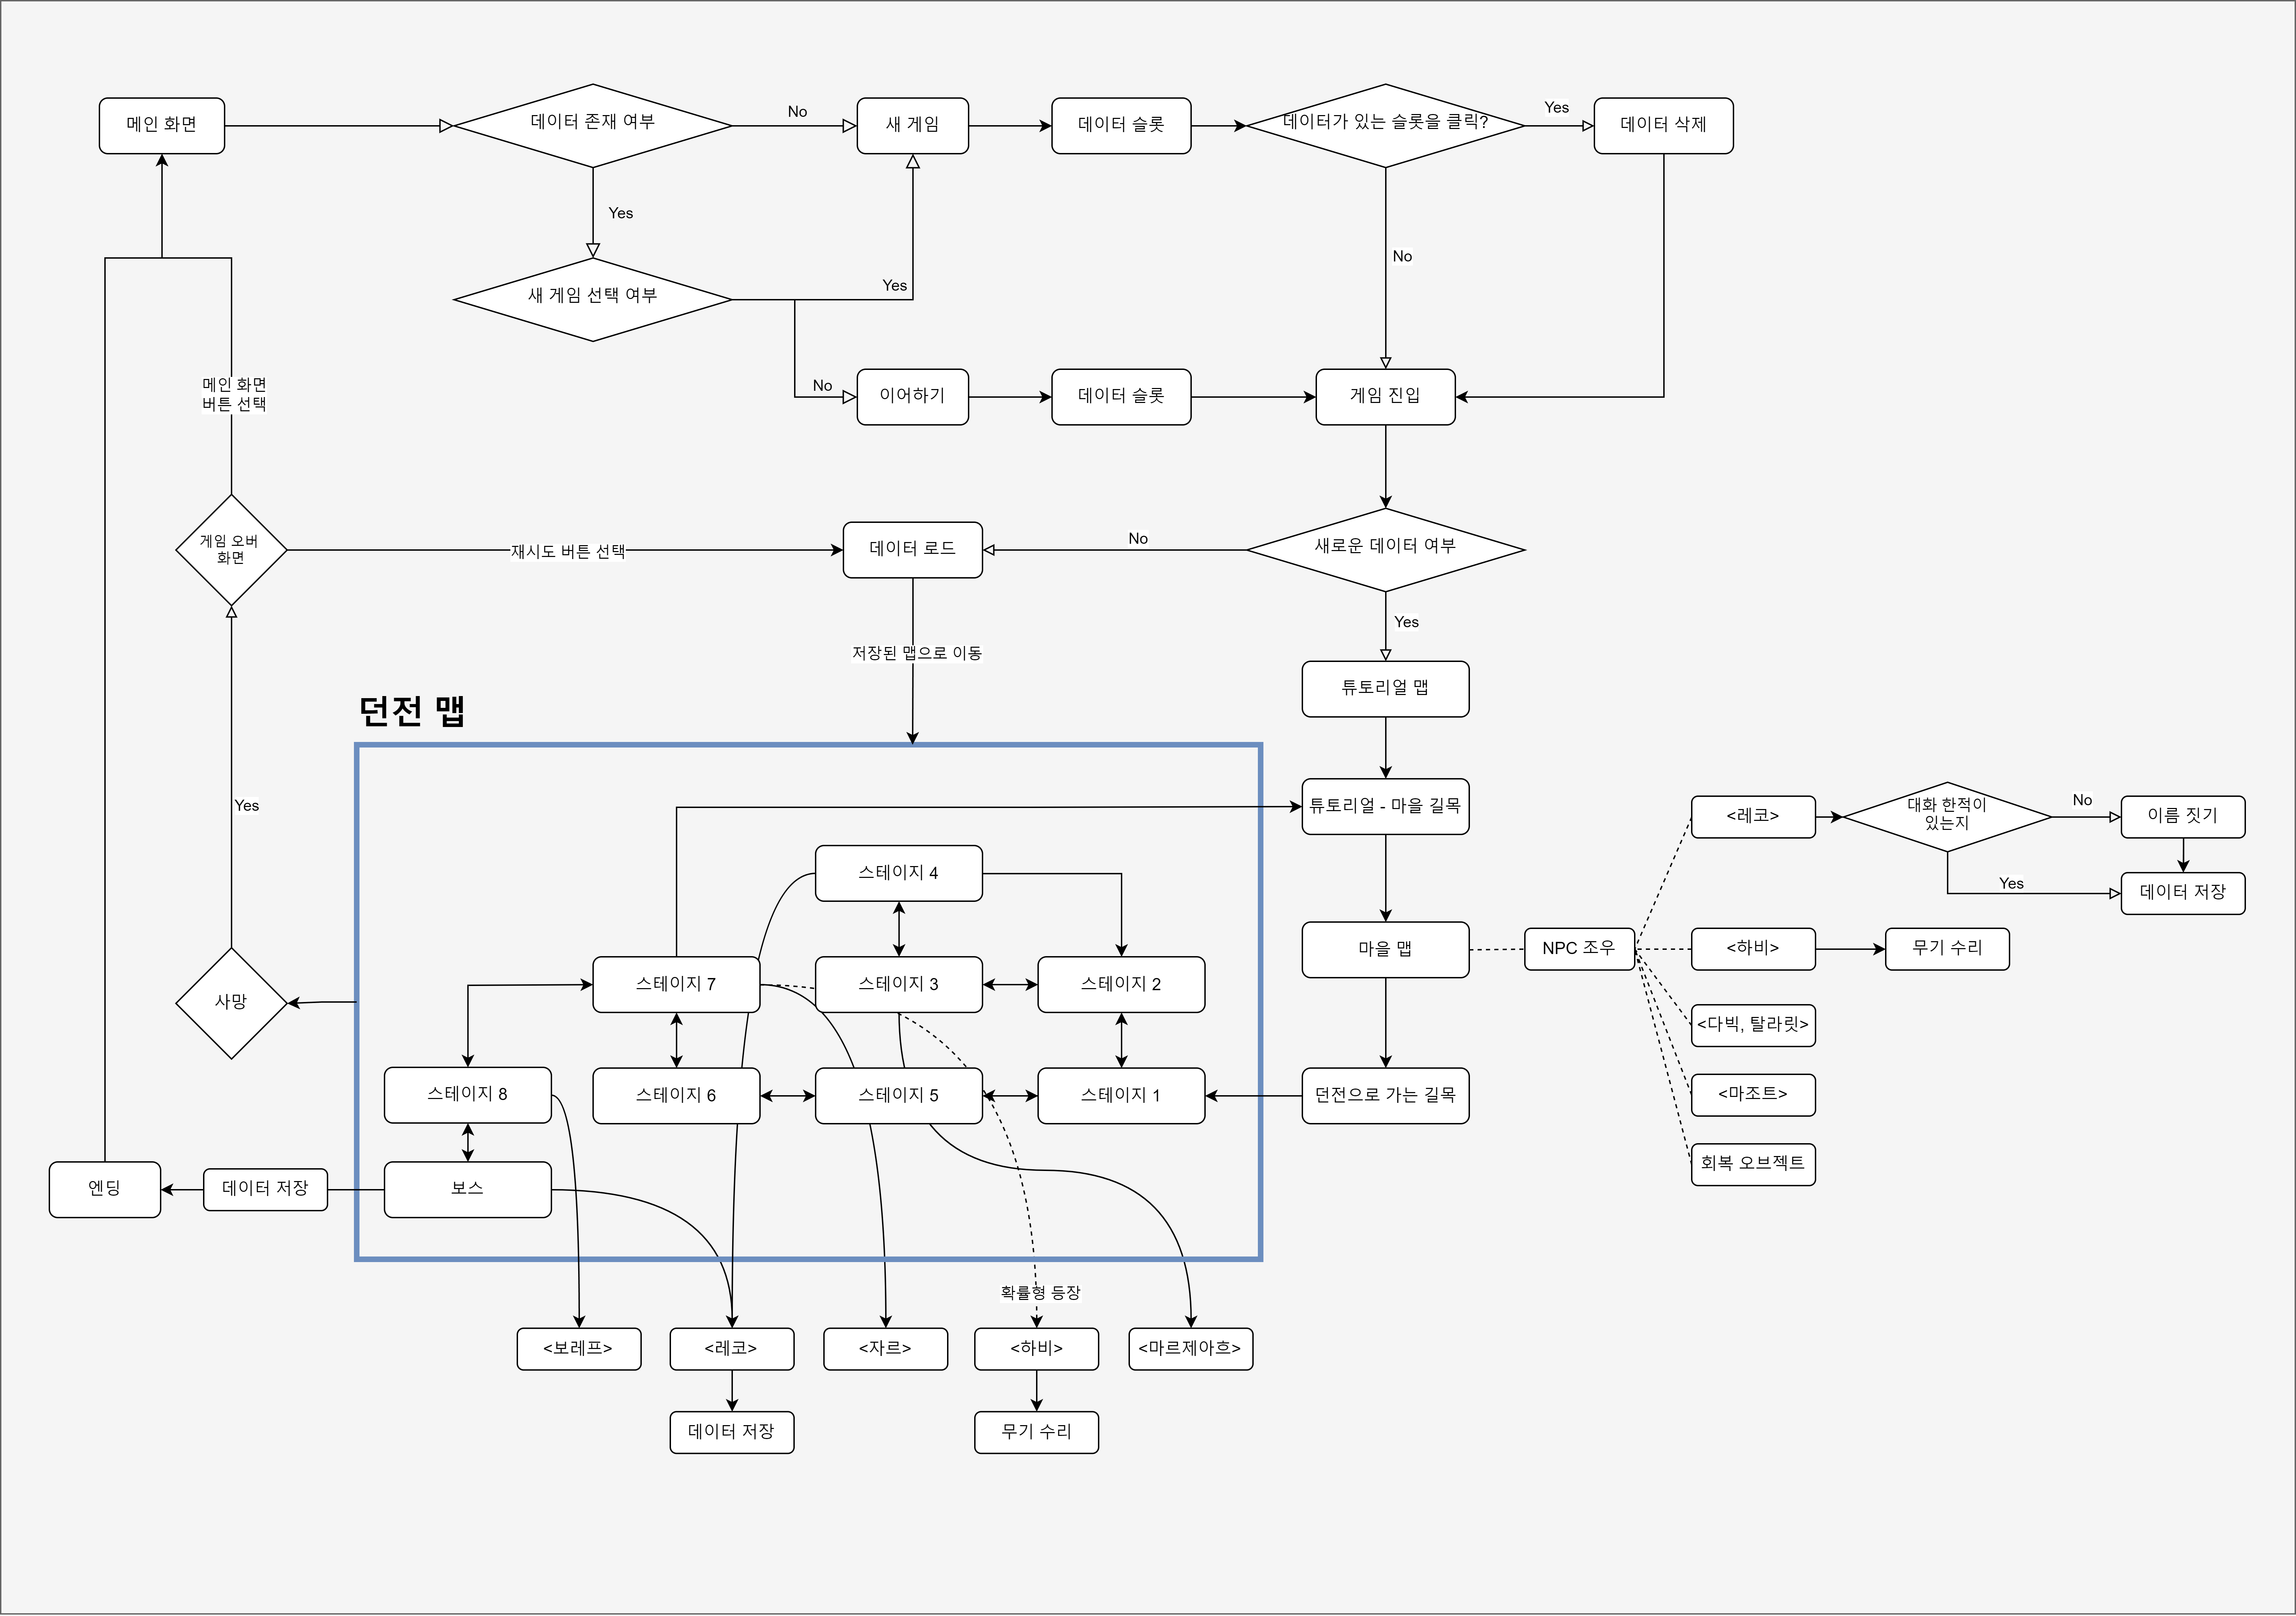 메인 화면
데이터 존재 여부
No
새 게임
데이터 슬롯
데이터가 있는 슬롯을 클릭?
Yes
데이터 삭제
Yes
No
새 게임 선택 여부
Yes
메인 화면
버튼 선택
No
이어하기
데이터 슬롯
게임 진입
게임 오버
화면
재시도 버튼 선택
데이터 로드
No
새로운 데이터 여부
Yes
저장된 맵으로 이동
튜토리얼 맵
던전 맵
Yes
튜토리얼 - 마을 길목
<레코>
대화 한적이
있는지
No
이름 짓기
Yes
데이터 저장
스테이지 4
마을 맵
NPC 조우
<하비>
무기 수리
사망
스테이지 7
스테이지 3
스테이지 2
<다빅, 탈라릿>
스테이지 8
스테이지 6
스테이지 5
스테이지 1
던전으로 가는 길목
<마조트>
회복 오브젝트
엔딩
데이터 저장
보스
확률형 등장
<보레프>
<레코>
<자르>
<하비>
<마르제아흐>
데이터 저장
무기 수리